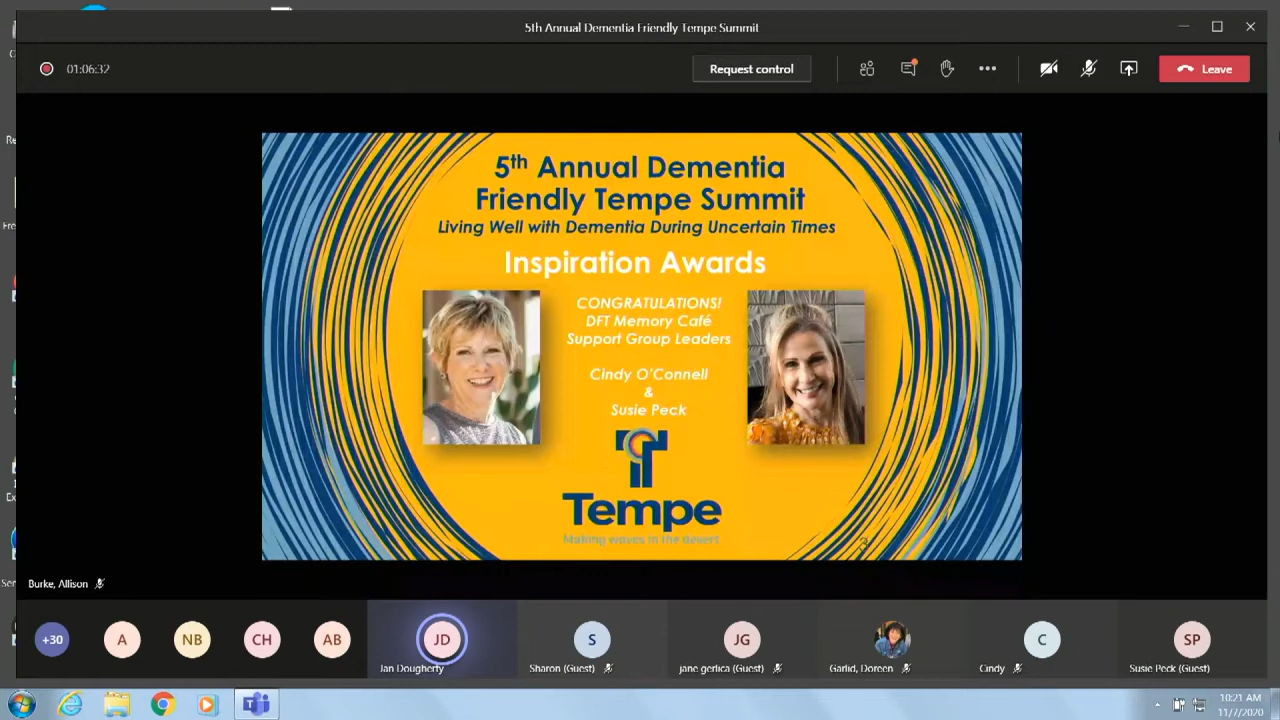 5th Annual Dementia Friendly Tempe Summit
01:06:32
Request control
Leave
5th Annual Dementia
Friendly Tempe Summit
Living Well with Dementia During Uncertain Times
Inspiration Awards
CONGRATULATIONS!
DFT Memory Café
Support Group Leaders
Cindy O'Connell
&
Susie Peck
Tempe
Making waves in the desert
3
Burke, Allison
+30
A
NB
CH
AB
JD
S
JG
C
SP
Jan Dougherty
Sharon (Guest)
jane gerlica (Guest)
Garlid, Doreen
Cindy
Susie Peck (Guest)
10:21 AM
11/7/2020